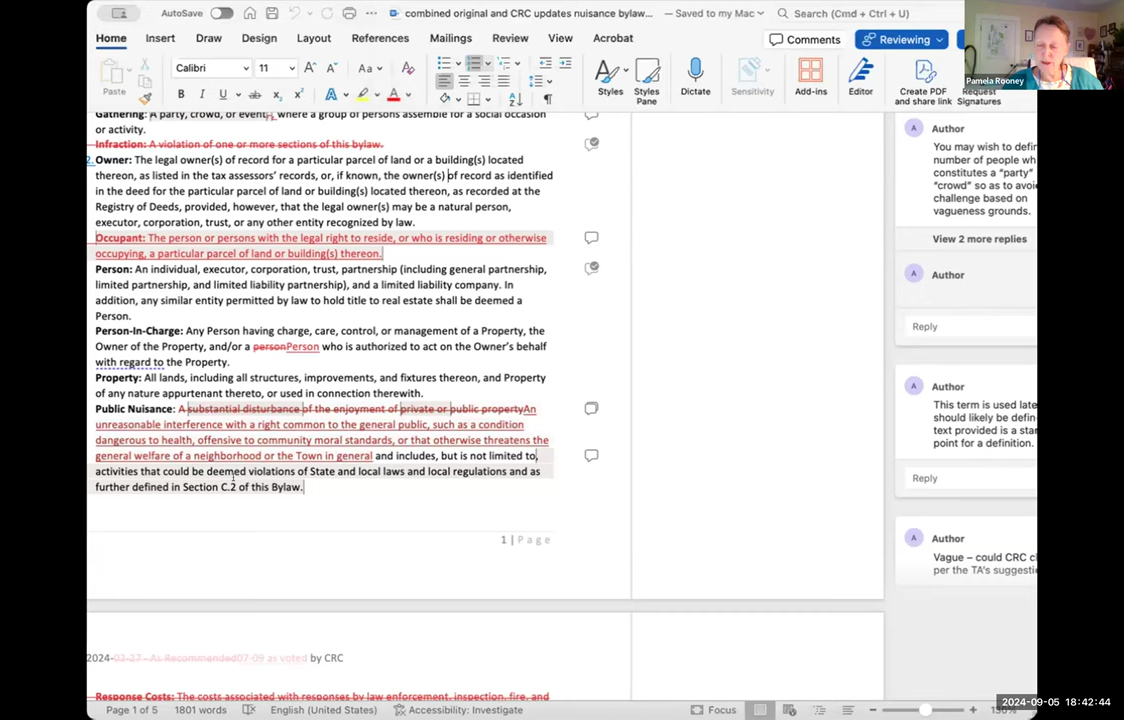 AutoSave
combined original and CRC updates nuisance bylaw... — Saved to my Mac
Search (Cmd + Ctrl + U)
Home Insert Draw Design Layout References Mailings Review View Acrobat Comments Reviewing
Paste
Calibri 11
Styles
Styles Pane
Dictate
Sensitivity
Add-ins
Editor
Create PDF and share link
Request Signatures
Pamela Rooney
Gathering: A party, crowd, or event, where a group of persons assemble for a social occasion
or activity.
Infraction: A violation of one or more sections of this bylaw.
2. Owner: The legal owner(s) of record for a particular parcel of land or a building(s) located
thereon, as listed in the tax assessors' records, or, if known, the owner(s) of record as identified
in the deed for the particular parcel of land or building(s) located thereon, as recorded at the
Registry of Deeds, provided, however, that the legal owner(s) may be a natural person,
executor, corporation, trust, or any other entity recognized by law.
Occupant: The person or persons with the legal right to reside, or who is residing or otherwise
occupying, a particular parcel of land or building(s) thereon.
Person: An individual, executor, corporation, trust, partnership (including general partnership,
limited partnership, and limited liability partnership), and a limited liability company. In
addition, any similar entity permitted by law to hold title to real estate shall be deemed a
Person.
Person-In-Charge: Any Person having charge, care, control, or management of a Property, the
Owner of the Property, and/or a personPerson who is authorized to act on the Owner's behalf
with regard to the Property.
Property: All lands, including all structures, improvements, and fixtures thereon, and Property
of any nature appurtenant thereto, or used in connection therewith.
Public Nuisance: A substantial disturbance of the enjoyment of private or public propertyAn
unreasonable interference with a right common to the general public, such as a condition
dangerous to health, offensive to community moral standards, or that otherwise threatens the
general welfare of a neighborhood or the Town in general and includes, but is not limited to,
activities that could be deemed violations of State and local laws and local regulations and as
further defined in Section C.2 of this Bylaw.
1 | Page
2024-02-27 - As Recommended07-09 as voted by CRC
Response Costs: The costs associated with responses by law enforcement, inspection, fire, and
A Author
You may wish to defi
number of people wh
constitutes a "party"
"crowd" so as to avoi
challenge based on
vagueness grounds.
View 2 more replies
A Author
Reply
A Author
This term is used late
should likely be defin
text provided is a star
point for a definition.
Reply
A Author
Vague – could CRC cl
per the TA's suggesti
Page 1 of 5 1801 words English (United States) Accessibility: Investigate Focus
2024-09-05 18:42:44